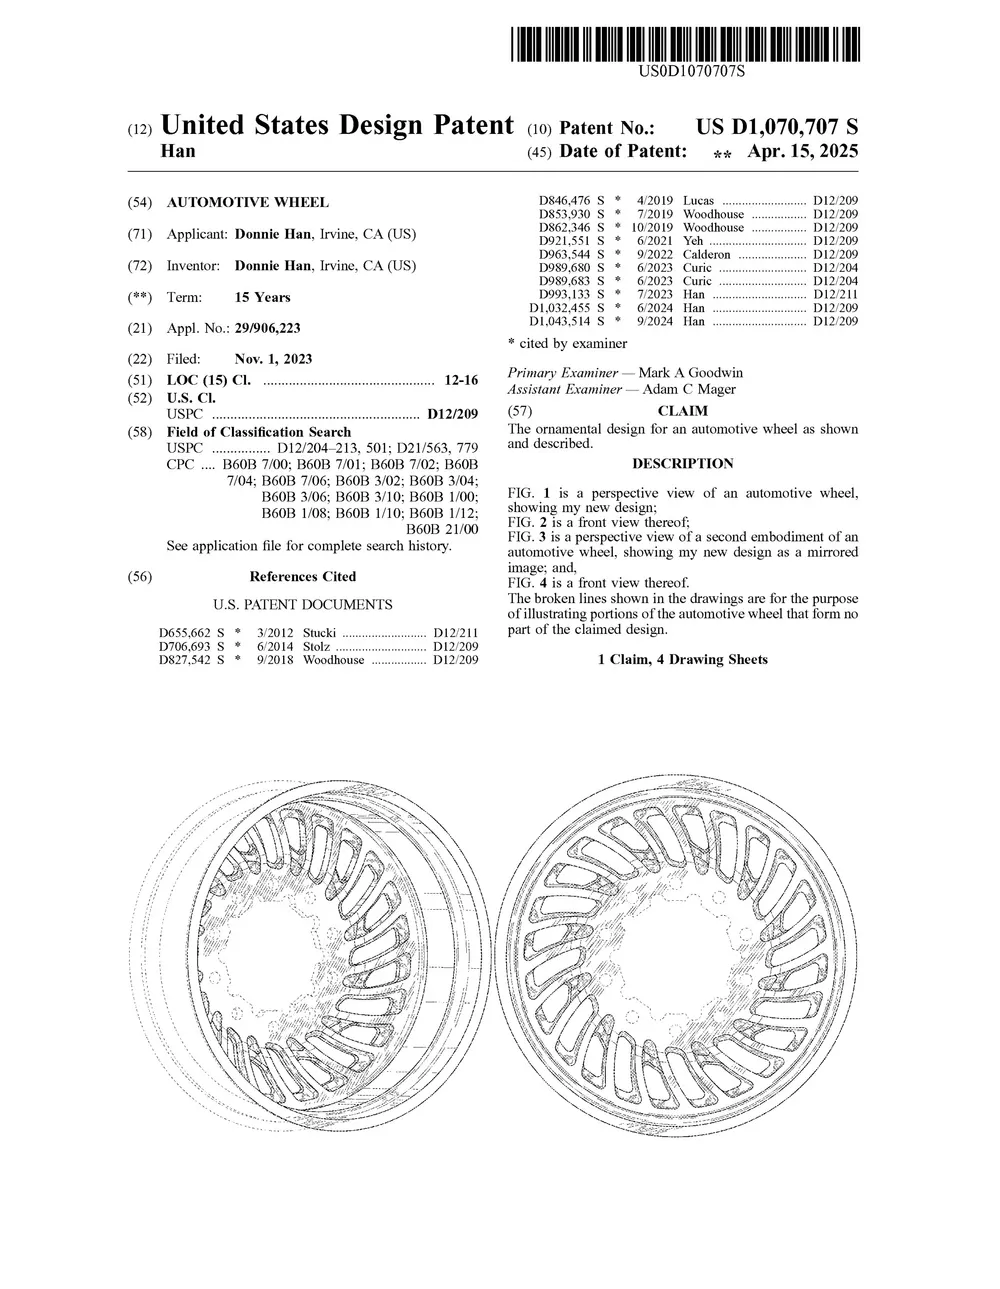 US0D1070707S
(12) United States Design Patent
Han
(10) Patent No.: US D1,070,707 S
(45) Date of Patent: ** Apr. 15, 2025
(54) AUTOMOTIVE WHEEL
(71) Applicant: Donnie Han, Irvine, CA (US)
(72) Inventor: Donnie Han, Irvine, CA (US)
(**) Term: 15 Years
(21) Appl. No.: 29/906,223
(22) Filed: Nov. 1, 2023
(51) LOC (15) Cl. .............................................. 12-16
(52) U.S. Cl.
USPC ........................................................ D12/209
(58) Field of Classification Search
USPC ................ D12/204–213, 501; D21/563, 779
CPC .... B60B 7/00; B60B 7/01; B60B 7/02; B60B
7/04; B60B 7/06; B60B 3/02; B60B 3/04;
B60B 3/06; B60B 3/10; B60B 1/00;
B60B 1/08; B60B 1/10; B60B 1/12;
B60B 21/00
See application file for complete search history.
(56) References Cited
U.S. PATENT DOCUMENTS
D655,662 S * 3/2012 Stucki .......................... D12/211
D706,693 S * 6/2014 Stolz ............................ D12/209
D827,542 S * 9/2018 Woodhouse ................. D12/209
D846,476 S * 4/2019 Lucas .......................... D12/209
D853,930 S * 7/2019 Woodhouse ................. D12/209
D862,346 S * 10/2019 Woodhouse ................. D12/209
D921,551 S * 6/2021 Yeh .............................. D12/209
D963,544 S * 9/2022 Calderon ..................... D12/209
D989,680 S * 6/2023 Curic ........................... D12/204
D989,683 S * 6/2023 Curic ........................... D12/204
D993,133 S * 7/2023 Han ............................. D12/211
D1,032,455 S * 6/2024 Han ............................. D12/209
D1,043,514 S * 9/2024 Han ............................. D12/209
* cited by examiner
Primary Examiner — Mark A Goodwin
Assistant Examiner — Adam C Mager
(57) CLAIM
The ornamental design for an automotive wheel as shown
and described.
DESCRIPTION
FIG. 1 is a perspective view of an automotive wheel,
showing my new design;
FIG. 2 is a front view thereof;
FIG. 3 is a perspective view of a second embodiment of an
automotive wheel, showing my new design as a mirrored
image; and,
FIG. 4 is a front view thereof.
The broken lines shown in the drawings are for the purpose
of illustrating portions of the automotive wheel that form no
part of the claimed design.
1 Claim, 4 Drawing Sheets